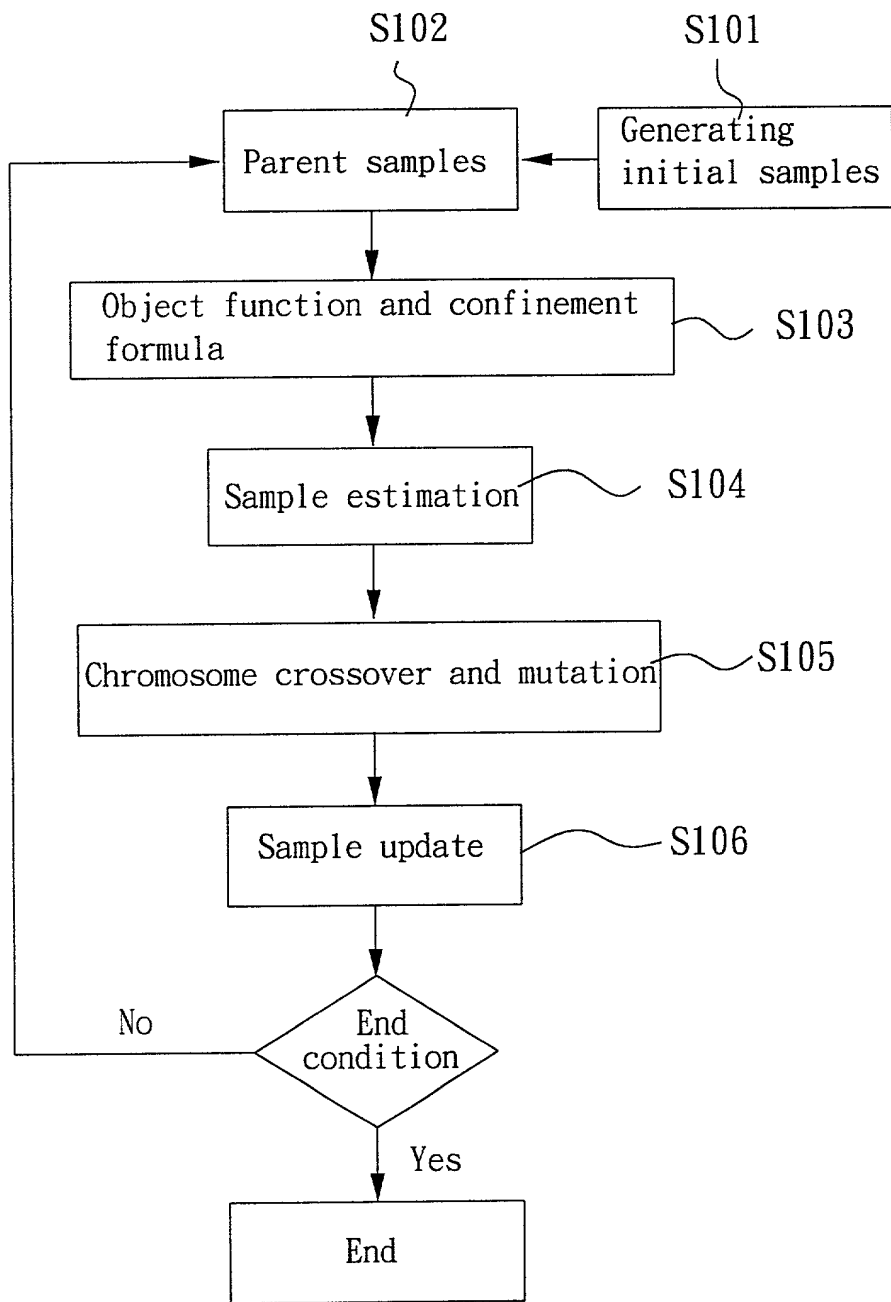 S102
S101
Parent samples
Generating
initial samples
Object function and confinement
formula
S103
Sample estimation
S104
Chromosome crossover and mutation
S105
Sample update
S106
No
End
condition
Yes
End